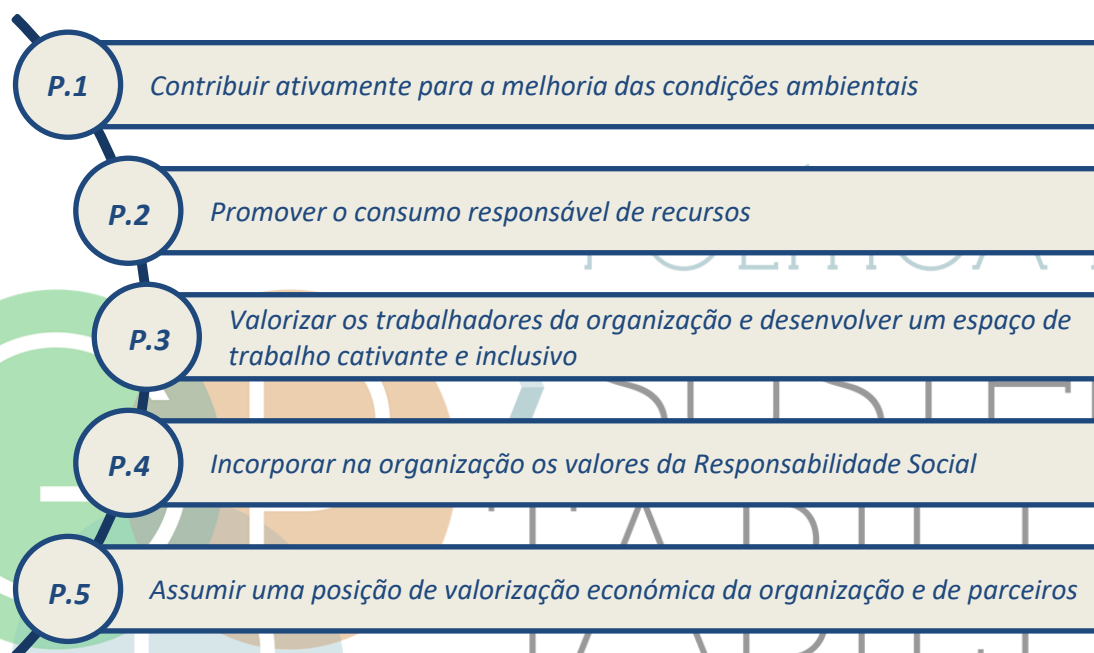 P.1
Contribuir ativamente para a melhoria das condições ambientais
P.2
Promover o consumo responsável de recursos
P.3
Valorizar os trabalhadores da organização e desenvolver um espaço de
trabalho cativante e inclusivo
P.4
Incorporar na organização os valores da Responsabilidade Social
P.5
Assumir uma posição de valorização económica da organização e de parceiros